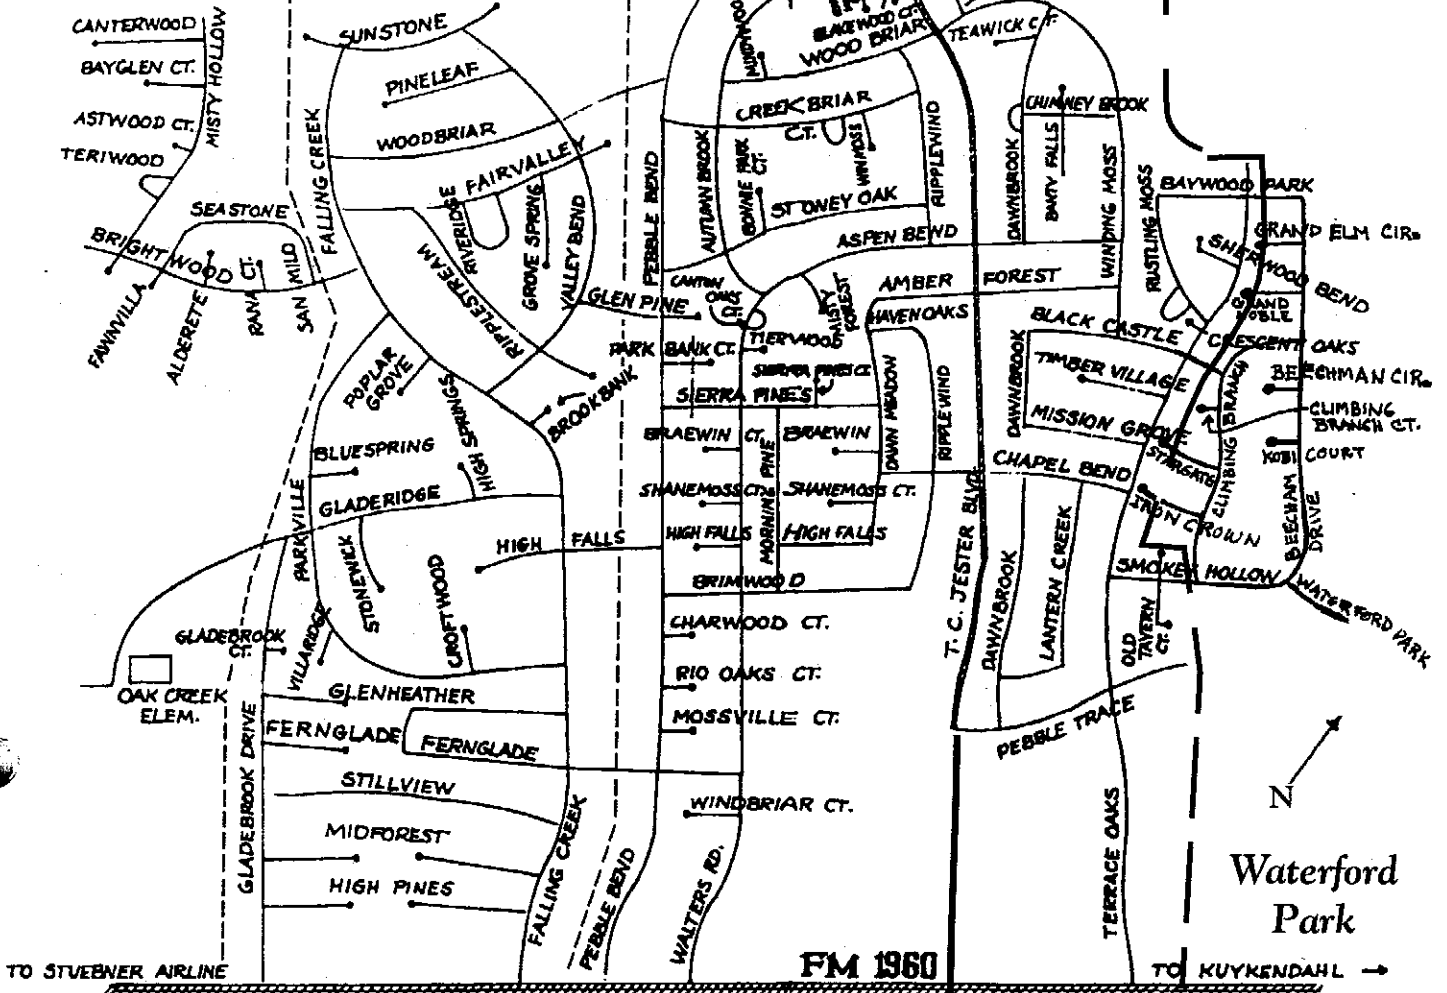 CANTERWOOD
BAYGLEN CT.
ASTWOOD CT.
TERIWOOD
MISTY HOLLOW
SUNSTONE
PINELEAF
WOODBRIAR
FAIRVALLEY
FALLING CREEK
SEASTONE
BRIGHTWOOD
FAWNVILLA
ALDERETE
RANA CT.
SAN MILO
RIVERIDGE
GROVE SPRING
VALLEY BEND
RIPPLESTREAM
PEBBLE BEND
AUTUMN BROOK
BLAKEWOOD CT.
WOOD BRIAR
CREEK BRIAR
CT.
BONNIE PARK
CT.
WINMOSS
STONEY OAK
RIPPLEWIND
ASPEN BEND
TEAWICK CT.
CHIMNEY BROOK
DAWNBROOK
BANTY FALLS
WINDING MOSS
RUSTLING MOSS
BAYWOOD PARK
GRAND ELM CIR.
SHERWOOD BEND
GRAND
NOBLE
CRESCENT OAKS
BEECHMAN CIR.
CLIMBING
BRANCH CT.
KOBI COURT
CLIMBING BRANCH
BEECHAM
DRIVE
CANYON
OAKS
CT.
GLEN PINE
MISTY
FOREST
AMBER FOREST
HAVEN OAKS
BLACK CASTLE
TIERWOOD
PARK BANK CT.
SIERRA PINES CT.
SIERRA PINES
BRAEWIN CT.
BRAEWIN
SHANEMOSS CT.
SHANEMOSS CT.
HIGH FALLS
HIGH FALLS
MORNING PINE
DAWN MEADOW
RIPPLEWIND
BRIMWOOD
DAWNBROOK
TIMBER VILLAGE
MISSION GROVE
STARGATE
CHAPEL BEND
IRON CROWN
SMOKEY HOLLOW
WATERFORD PARK
OLD
TAVERN
CT.
POPLAR
GROVE
HIGH SPRINGS
BROOKBANK
BLUESPRING
GLADERIDGE
PARKVILLE
STONEWICK
CROFTWOOD
HIGH FALLS
VILLARIDGE
GLADEBROOK
CT.
OAK CREEK
ELEM.
GLENHEATHER
FERNGLADE
FERNGLADE
STILLVIEW
MIDFOREST
HIGH PINES
GLADEBROOK DRIVE
FALLING CREEK
PEBBLE BEND
WALTERS RD.
CHARWOOD CT.
RIO OAKS CT.
MOSSVILLE CT.
WINDBRIAR CT.
T. C. JESTER BLVD.
DAWNBROOK
LANTERN CREEK
PEBBLE TRACE
TERRACE OAKS
N
Waterford
Park
TO STUEBNER AIRLINE
FM 1960
TO KUYKENDAHL →